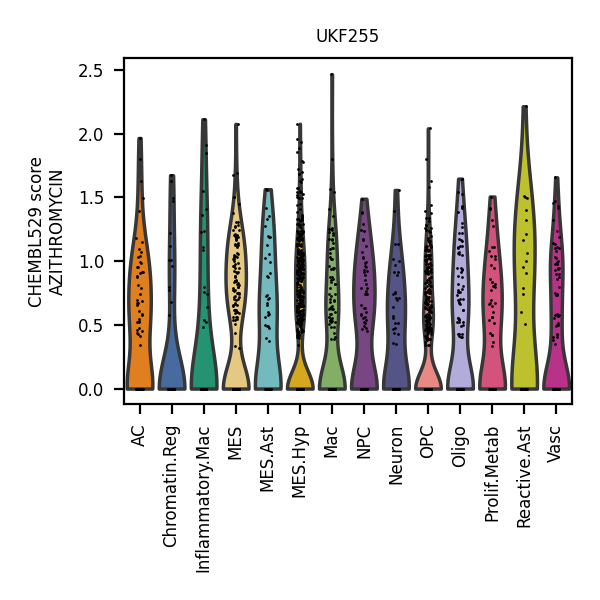 UKF255
CHEMBL529 score
AZITHROMYCIN
2.5
2.0
1.5
1.0
0.5
0.0
AC
Chromatin.Reg
Inflammatory.Mac
MES
MES.Ast
MES.Hyp
Mac
NPC
Neuron
OPC
Oligo
Prolif.Metab
Reactive.Ast
Vasc